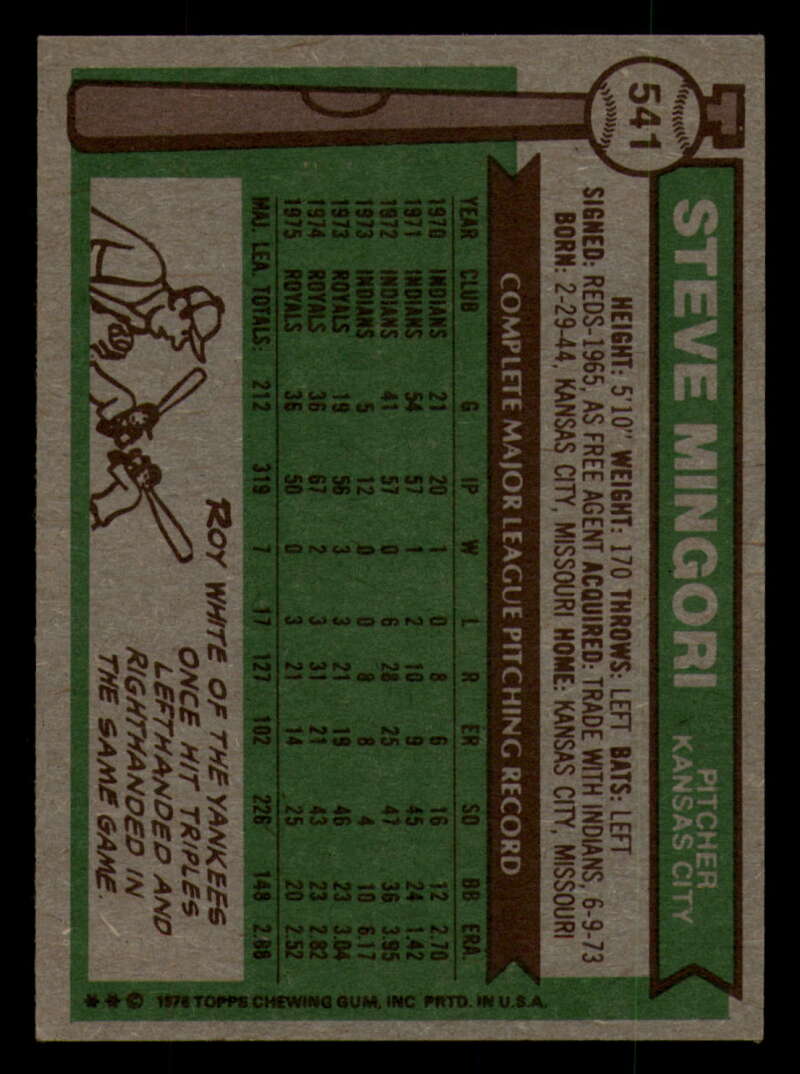 541
STEVE MINGORI
PITCHER
KANSAS CITY
HEIGHT: 5'10" WEIGHT: 170 THROWS: LEFT BATS: LEFT
SIGNED: REDS-1965, AS FREE AGENT ACQUIRED: TRADE WITH INDIANS, 6-9-73
BORN: 2-29-44, KANSAS CITY, MISSOURI HOME: KANSAS CITY, MISSOURI
COMPLETE MAJOR LEAGUE PITCHING RECORD
YEAR CLUB G IP W L R ER SO BB ERA.
1970 INDIANS 21 20 1 0 8 6 16 12 2.70
1971 INDIANS 54 57 1 2 10 9 45 24 1.42
1972 INDIANS 41 57 0 6 28 25 47 36 3.95
1973 INDIANS 5 12 0 0 8 8 4 10 6.17
1973 ROYALS 19 56 3 3 21 19 46 23 3.04
1974 ROYALS 36 67 2 3 31 21 43 23 2.82
1975 ROYALS 36 50 0 3 21 14 25 20 2.52
MAJ. LEA. TOTALS: 212 319 7 17 127 102 226 148 2.88
ROY WHITE OF THE YANKEES
ONCE HIT TRIPLES
LEFTHANDED AND
RIGHTHANDED IN
THE SAME GAME.
** © 1976 TOPPS CHEWING GUM, INC PRTD. IN U.S.A.